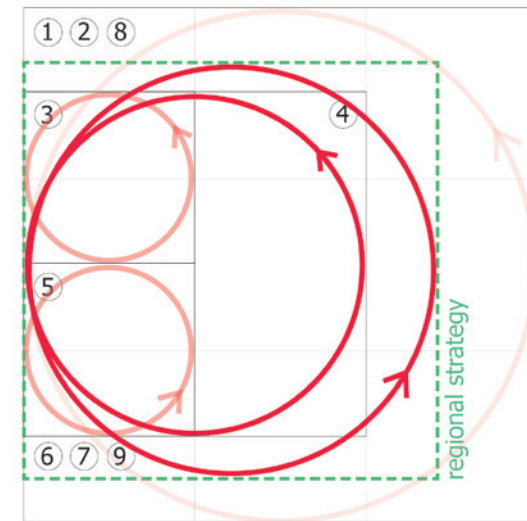 ① ② ⑧
③
④
⑤
regional strategy
⑥ ⑦ ⑨